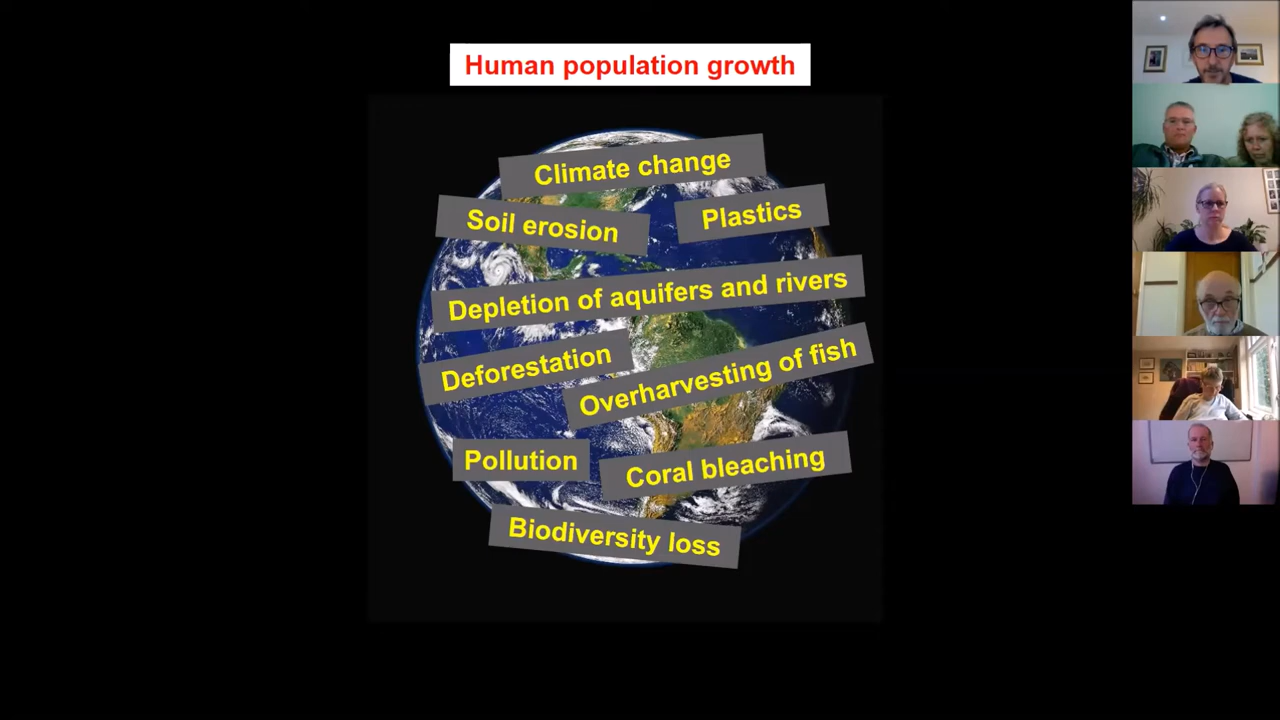 Human population growth
Climate change
Soil erosion
Plastics
Depletion of aquifers and rivers
Deforestation
Overharvesting of fish
Pollution
Coral bleaching
Biodiversity loss